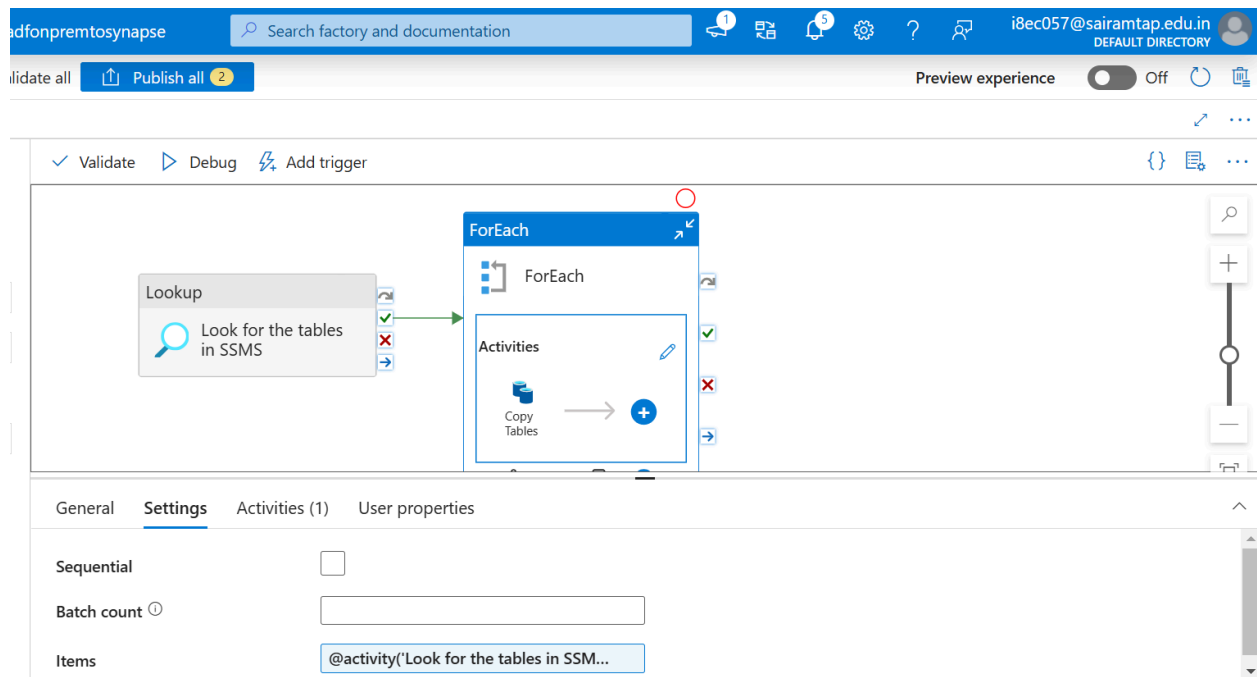 adfonpremtosynapse
Search factory and documentation
1
5
i8ec057@sairamtap.edu.in
DEFAULT DIRECTORY
lidate all
Publish all 2
Preview experience
Off
Validate
Debug
Add trigger
{}
ForEach
ForEach
Lookup
Look for the tables
in SSMS
Activities
Copy
Tables
General
Settings
Activities (1)
User properties
Sequential
Batch count
Items
@activity('Look for the tables in SSM...